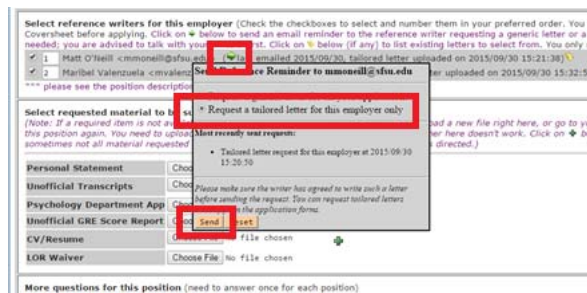 Select reference writers for this employer (Check the checkboxes to select and number them in your preferred order. You
Coversheet before applying. Click on below to send an email reminder to the reference writer requesting a generic letter or a
needed; you are advised to talk with your first. Click on below (if any) to list existing letters to select from. You only
1 Matt O'Neill <mmoneill@sfsu.edu last emailed 2015/09/30, tailored letter uploaded on 2015/09/30 15:21:38)
2 Maribel Valenzuela <mvalenz uploaded on 2015/09/30 15:32:5
Reminder to mmoneill@sfsu.edu
*** please see the position descrip
Request a tailored letter for this employer only
Select requested material to be su
(Note: If a required item is not av ad a new file right here, or go to y
this position again. You need to upload here doesn't work. Click on b
sometimes not all material requested is directed.)
Most recently sent requests:
Tailored letter request for this employer at 2015/09/30
15:20:50
Please make sure the writer has agreed to write such a letter
before sending the request. You can request tailored letters
the application forms.
Send
Personal Statement
Unofficial Transcripts
Psychology Department App
Unofficial GRE Score Report
CV/Resume file chosen
LOR Waiver Choose File No file chosen
More questions for this position (need to answer once for each position)